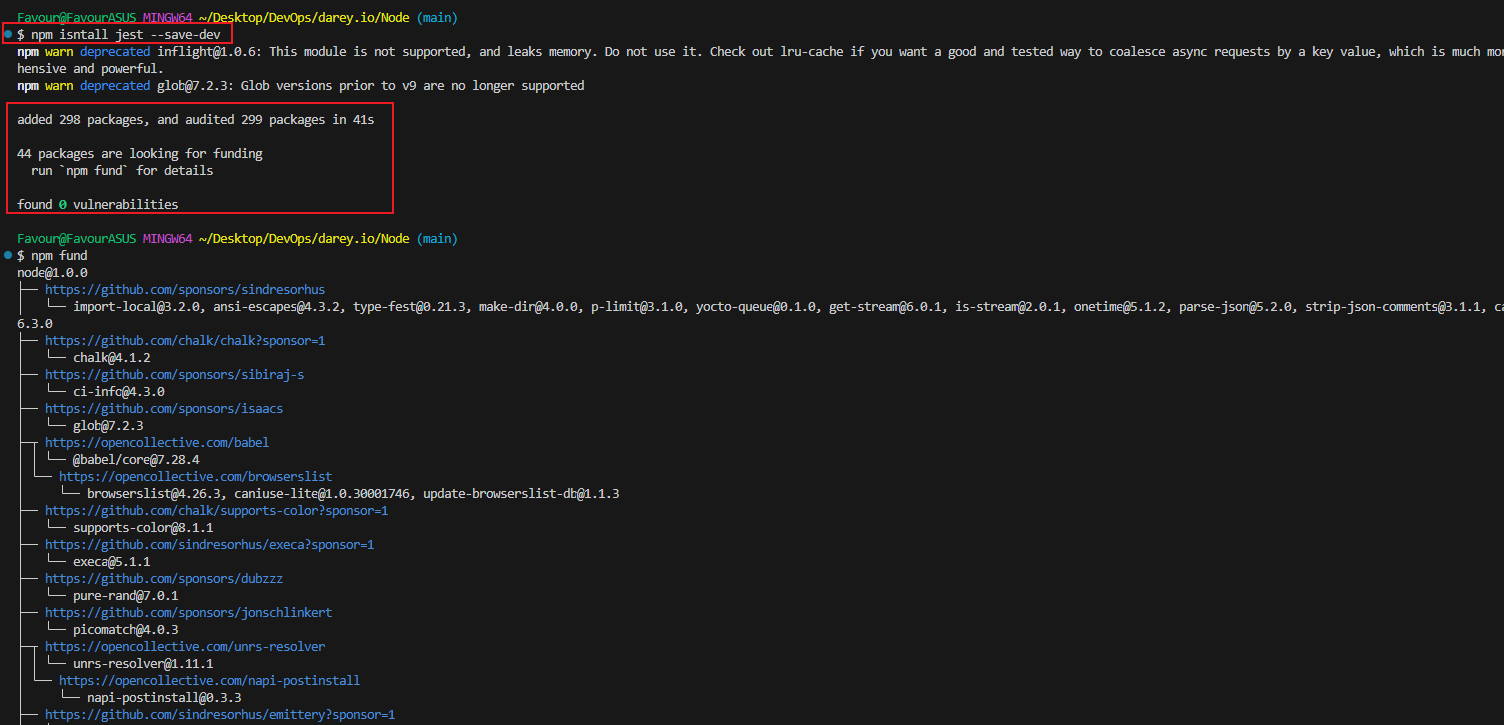 Favour@FavourASUS MINGW64 ~/Desktop/DevOps/darey.io/Node (main)
$ npm isntall jest --save-dev
npm warn deprecated inflight@1.0.6: This module is not supported, and leaks memory. Do not use it. Check out lru-cache if you want a good and tested way to coalesce async requests by a key value, which is much
hensive and powerful.
npm warn deprecated glob@7.2.3: Glob versions prior to v9 are no longer supported
added 298 packages, and audited 299 packages in 41s
44 packages are looking for funding
run `npm fund` for details
found 0 vulnerabilities
Favour@FavourASUS MINGW64 ~/Desktop/DevOps/darey.io/Node (main)
$ npm fund
node@1.0.0
├── https://github.com/sponsors/sindresorhus
│ └── import-local@3.2.0, ansi-escapes@4.3.2, type-fest@0.21.3, make-dir@4.0.0, p-limit@3.1.0, yocto-queue@0.1.0, get-stream@6.0.1, is-stream@2.0.1, onetime@5.1.2, parse-json@5.2.0, strip-json-comments@3.1.1,
6.3.0
├── https://github.com/chalk/chalk?sponsor=1
│ └── chalk@4.1.2
├── https://github.com/sponsors/sibiraj-s
│ └── ci-info@4.3.0
├── https://github.com/sponsors/isaacs
│ └── glob@7.2.3
├─┬ https://opencollective.com/babel
│ │ └── @babel/core@7.28.4
│ └── https://opencollective.com/browserslist
│ └── browserslist@4.26.3, caniuse-lite@1.0.30001746, update-browserslist-db@1.1.3
├── https://github.com/chalk/supports-color?sponsor=1
│ └── supports-color@8.1.1
├── https://github.com/sindresorhus/execa?sponsor=1
│ └── execa@5.1.1
├── https://github.com/sponsors/dubzzz
│ └── pure-rand@7.0.1
├── https://github.com/sponsors/jonschlinkert
│ └── picomatch@4.0.3
├─┬ https://opencollective.com/unrs-resolver
│ │ └── unrs-resolver@1.11.1
│ └── https://opencollective.com/napi-postinstall
│ └── napi-postinstall@0.3.3
├── https://github.com/sindresorhus/emittery?sponsor=1